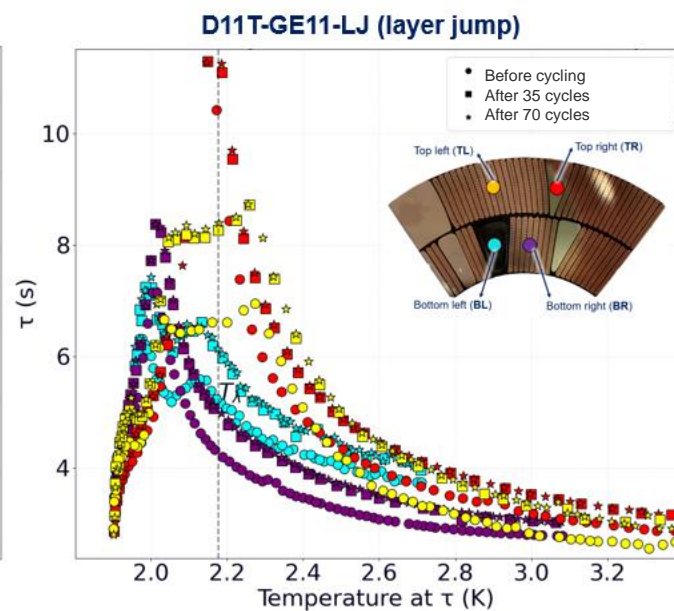 D11T-GE11-LJ (layer jump)
Before cycling
After 35 cycles
After 70 cycles
Top left (TL)
Top right (TR)
Bottom left (BL)
Bottom right (BR)
10
8
6
4
τ (s)
2.0
2.2
2.4
2.6
2.8
3.0
3.2
Temperature at τ (K)